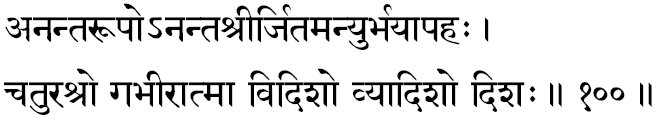 अनन्तरूपोऽनन्तश्रीर्जितमन्युर्भयापहः ।
चतुरश्रो गभीरात्मा विदिशो व्यादिशो दिशः ॥ १०० ॥